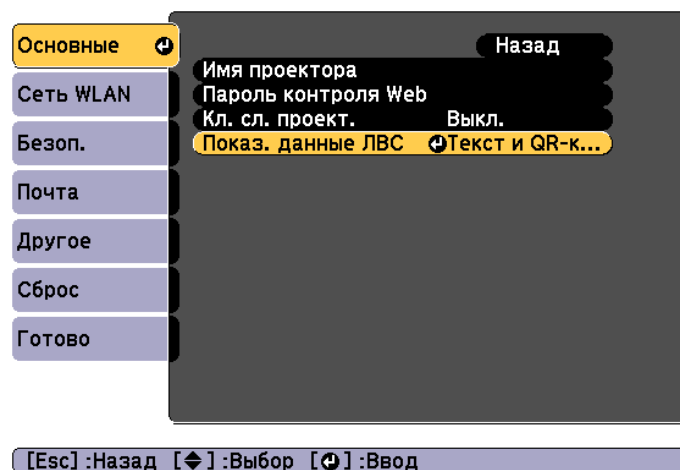 Основные
Сеть WLAN
Безоп.
Почта
Другое
Сброс
Готово
Назад
Имя проектора
Пароль контроля Web
Кл. сл. проект. Выкл.
Показ. данные ЛВС Текст и QR-к...
[Esc] :Назад [ ] :Выбор [ ] :Ввод